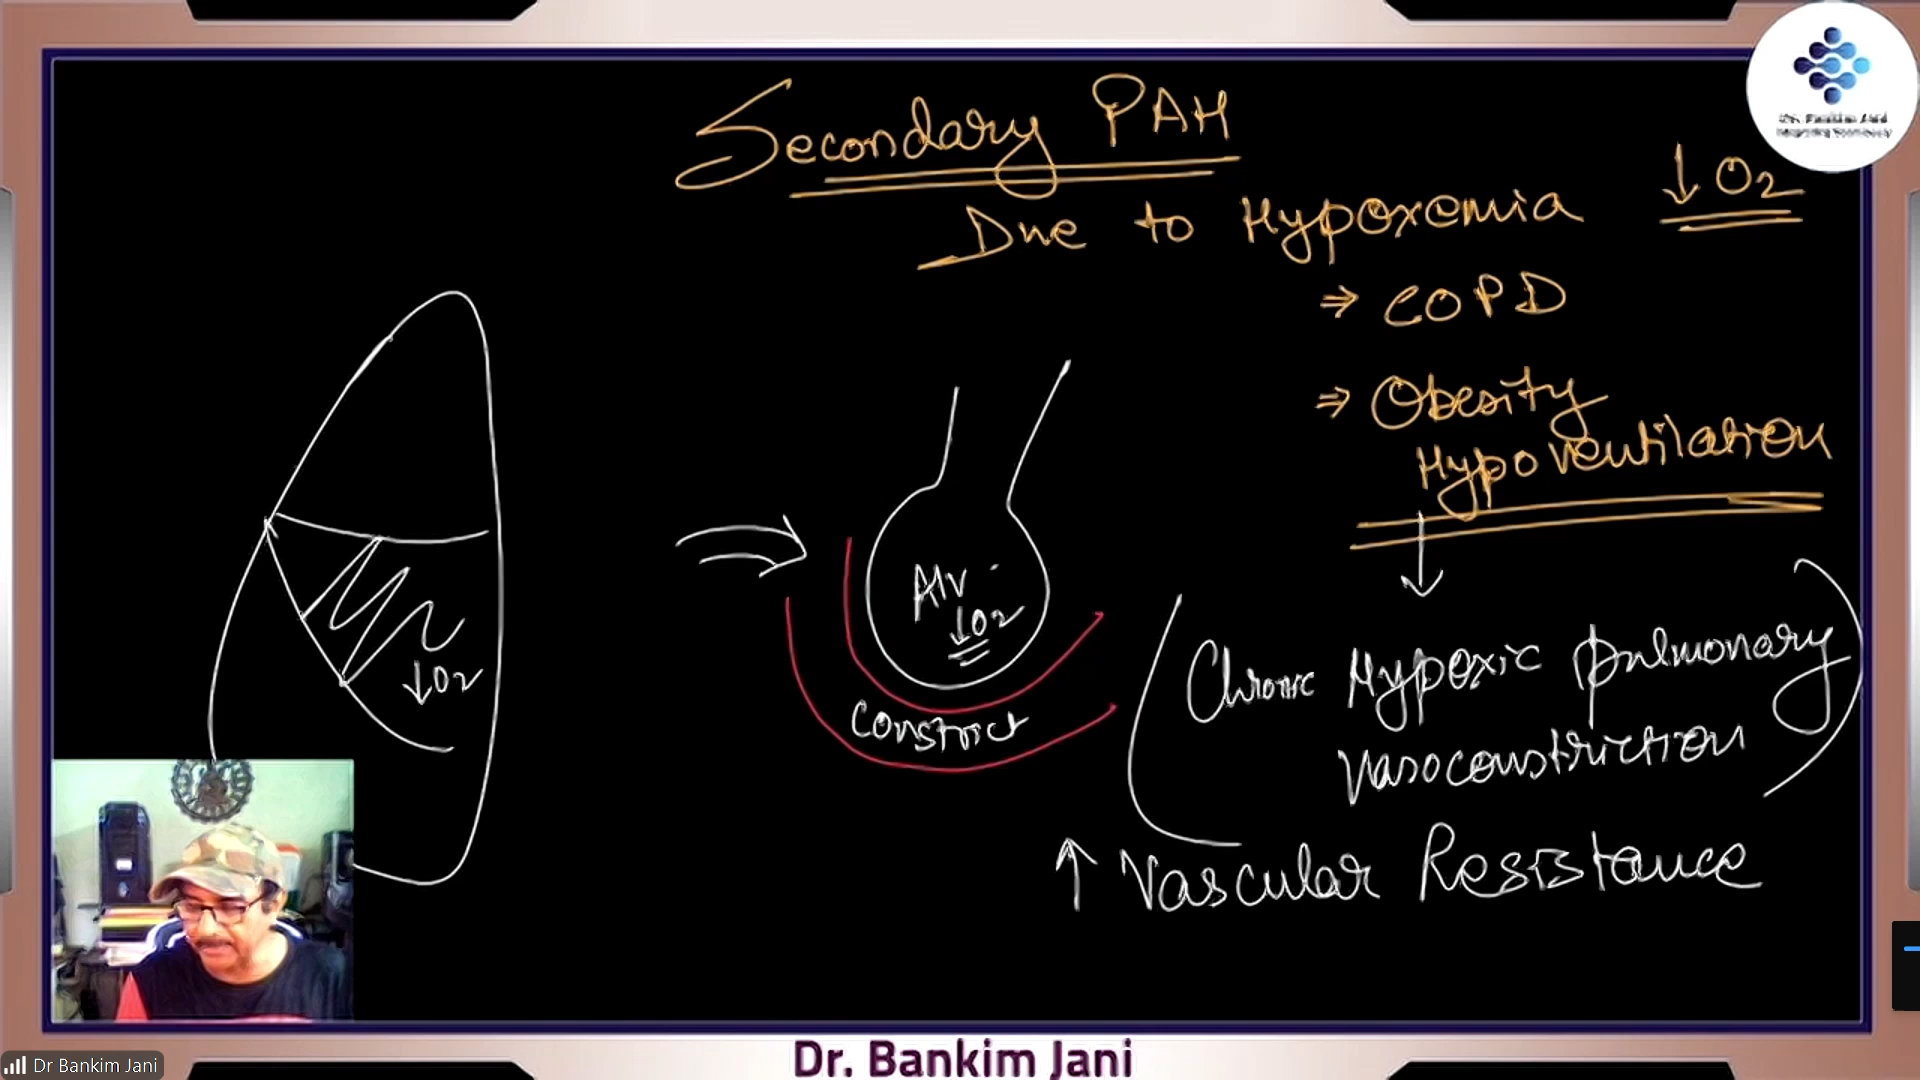 Secondary PAH
Due to Hypoxemia ↓ O2
⇒ COPD
⇒ Obesity
Hypoventilation
↓
Alv.
↓O2
↓O2
Constrict
Chronic Hypoxic pulmonary
vasoconstriction
↑ Vascular Resistance
Dr Bankim Jani
Dr. Bankim Jani